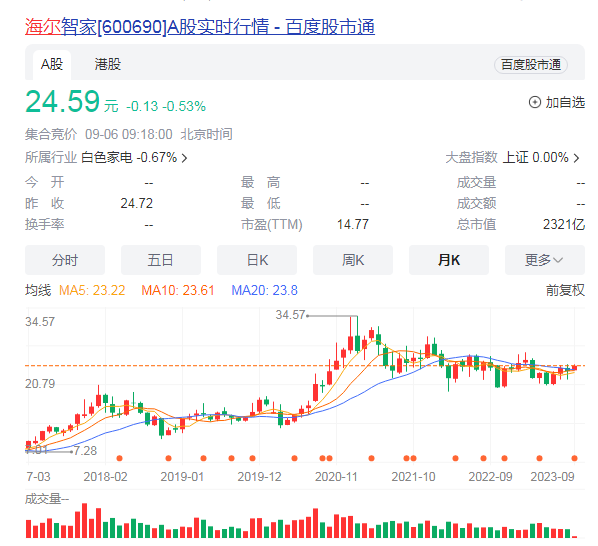 海尔智家[600690]A股实时行情 - 百度股市通
A股 港股 百度股市通
24.59 元 -0.13 -0.53% 加自选
集合竞价 09-06 09:18:00 北京时间
所属行业 白色家电 -0.67% 大盘指数 上证 0.00%
今 开 -- 最 高 -- 成交量 --
昨 收 24.72 最 低 -- 成交额 --
换手率 -- 市盈(TTM) 14.77 总市值 2321亿
分时 五日 日K 周K 月K 更多
均线 MA5: 23.22 MA10: 23.61 MA20: 23.8 前复权
34.57 34.57
20.79
7.28
7-03 2018-02 2019-01 2019-12 2020-11 2021-10 2022-09 2023-09
成交量--